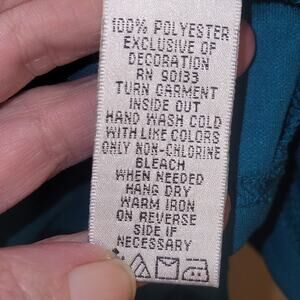 100% POLYESTER
EXCLUSIVE OF
DECORATION
RN 90133
TURN GARMENT
INSIDE OUT
HAND WASH COLD
WITH LIKE COLORS
ONLY NON-CHLORINE
BLEACH
WHEN NEEDED
HANG DRY
WARM IRON
ON REVERSE
SIDE IF
NECESSARY